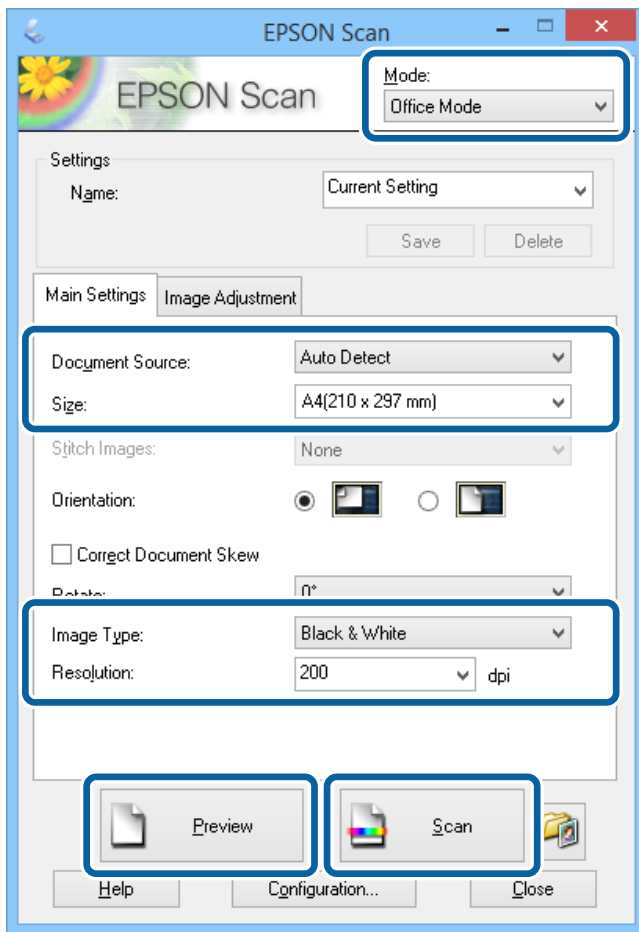 EPSON Scan
EPSON Scan
Mode:
Office Mode
Settings
Name:
Current Setting
Save Delete
Main Settings Image Adjustment
Document Source: Auto Detect
Size: A4(210 x 297 mm)
Stitch Images: None
Orientation:
Correct Document Skew
Rotate: 0°
Image Type: Black & White
Resolution: 200 dpi
Preview Scan
Help Configuration... Close